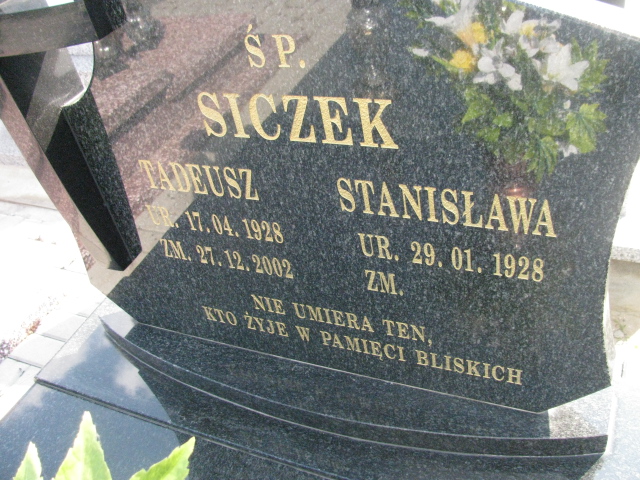 ŚP.
SICZEK
TADEUSZ
UR. 17.04.1928
ZM. 27.12.2002
STANISŁAWA
UR. 29.01.1928
ZM.
NIE UMIERA TEN,
KTO ŻYJE W PAMIĘCI BLISKICH